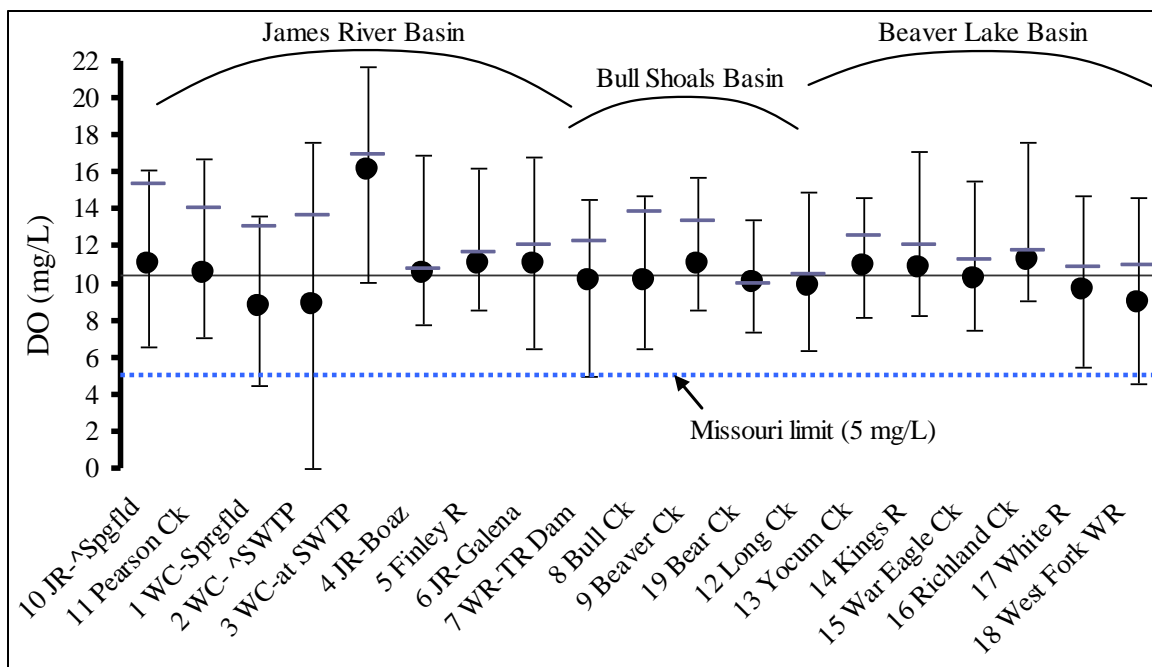 James River Basin
Beaver Lake Basin
Bull Shoals Basin
DO (mg/L)
22
20
18
16
14
12
10
8
6
4
2
0
Missouri limit (5 mg/L)
10 JR-^Spgfld
11 Pearson Ck
1 WC-Sprgfld
2 WC- ^SWTP
3 WC-at SWTP
4 JR-Boaz
5 Finley R
6 JR-Galena
7 WR-TR Dam
8 Bull Ck
9 Beaver Ck
19 Bear Ck
12 Long Ck
13 Yocum Ck
14 Kings R
15 War Eagle Ck
16 Richland Ck
17 White R
18 West Fork WR